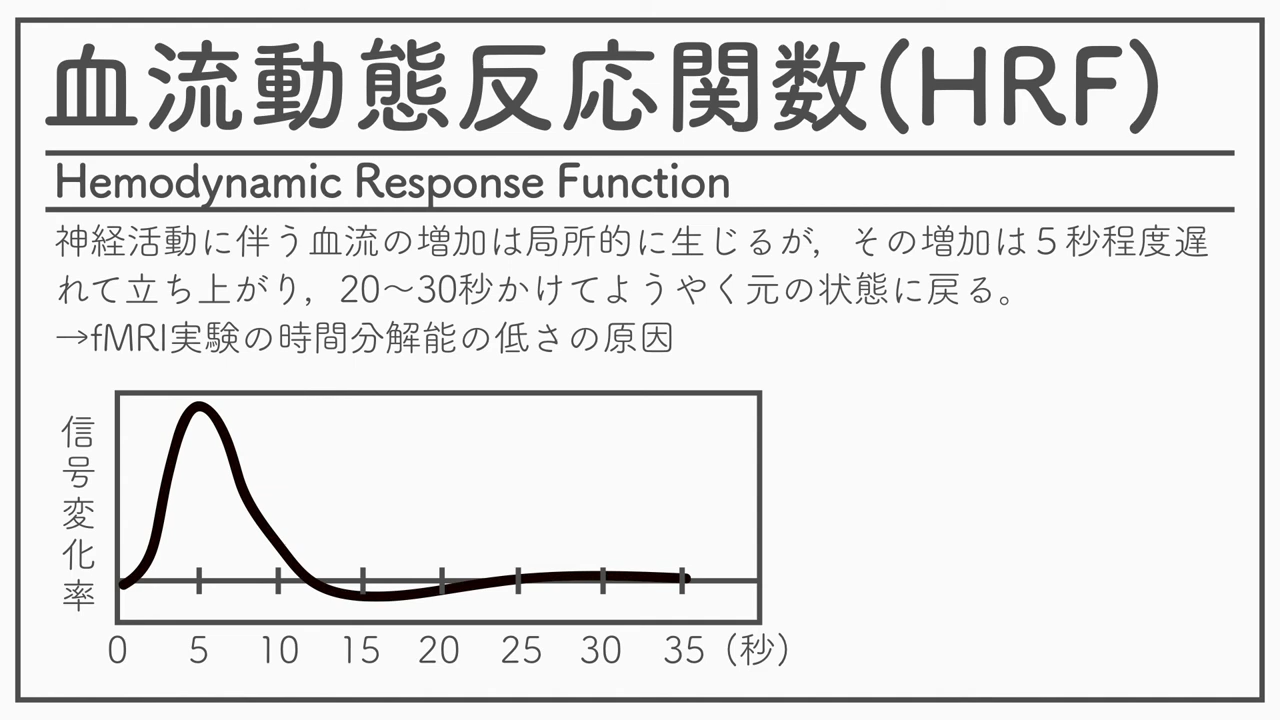 血流動態反応関数(HRF)
Hemodynamic Response Function
神経活動に伴う血流の増加は局所的に生じるが，その増加は５秒程度遅
れて立ち上がり，20～30秒かけてようやく元の状態に戻る。
→fMRI実験の時間分解能の低さの原因
信号変化率
0 5 10 15 20 25 30 35（秒）